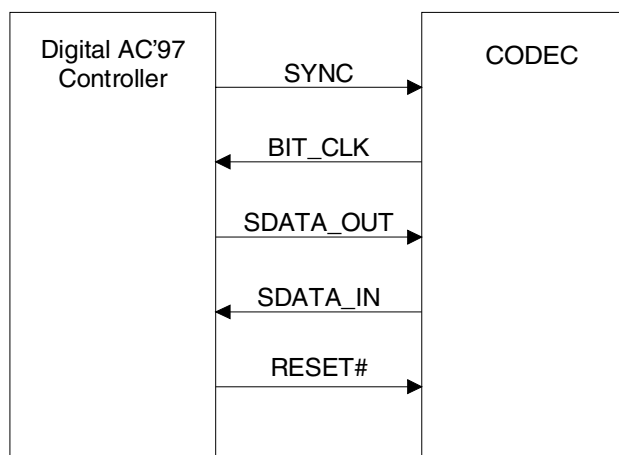 Digital AC'97
Controller
CODEC
SYNC
BIT_CLK
SDATA_OUT
SDATA_IN
RESET#